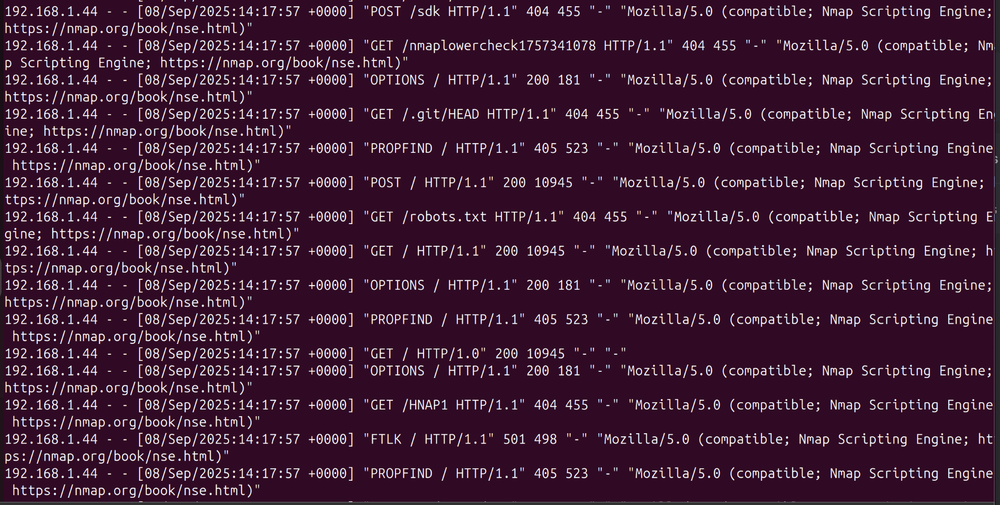 192.168.1.44 - - [08/Sep/2025:14:17:57 +0000] "POST /sdk HTTP/1.1" 404 455 "-" "Mozilla/5.0 (compatible; Nmap Scripting Engine;
https://nmap.org/book/nse.html)"
192.168.1.44 - - [08/Sep/2025:14:17:57 +0000] "GET /nmaplowercheck1757341078 HTTP/1.1" 404 455 "-" "Mozilla/5.0 (compatible; Nm
p Scripting Engine; https://nmap.org/book/nse.html)"
192.168.1.44 - - [08/Sep/2025:14:17:57 +0000] "OPTIONS / HTTP/1.1" 200 181 "-" "Mozilla/5.0 (compatible; Nmap Scripting Engine;
https://nmap.org/book/nse.html)"
192.168.1.44 - - [08/Sep/2025:14:17:57 +0000] "GET /.git/HEAD HTTP/1.1" 404 455 "-" "Mozilla/5.0 (compatible; Nmap Scripting En
ine; https://nmap.org/book/nse.html)"
192.168.1.44 - - [08/Sep/2025:14:17:57 +0000] "PROPFIND / HTTP/1.1" 405 523 "-" "Mozilla/5.0 (compatible; Nmap Scripting Engine
https://nmap.org/book/nse.html)"
192.168.1.44 - - [08/Sep/2025:14:17:57 +0000] "POST / HTTP/1.1" 200 10945 "-" "Mozilla/5.0 (compatible; Nmap Scripting Engine;
ttps://nmap.org/book/nse.html)"
192.168.1.44 - - [08/Sep/2025:14:17:57 +0000] "GET /robots.txt HTTP/1.1" 404 455 "-" "Mozilla/5.0 (compatible; Nmap Scripting E
gine; https://nmap.org/book/nse.html)"
192.168.1.44 - - [08/Sep/2025:14:17:57 +0000] "GET / HTTP/1.1" 200 10945 "-" "Mozilla/5.0 (compatible; Nmap Scripting Engine; h
tps://nmap.org/book/nse.html)"
192.168.1.44 - - [08/Sep/2025:14:17:57 +0000] "OPTIONS / HTTP/1.1" 200 181 "-" "Mozilla/5.0 (compatible; Nmap Scripting Engine;
https://nmap.org/book/nse.html)"
192.168.1.44 - - [08/Sep/2025:14:17:57 +0000] "PROPFIND / HTTP/1.1" 405 523 "-" "Mozilla/5.0 (compatible; Nmap Scripting Engine
https://nmap.org/book/nse.html)"
192.168.1.44 - - [08/Sep/2025:14:17:57 +0000] "GET / HTTP/1.0" 200 10945 "-" "-"
192.168.1.44 - - [08/Sep/2025:14:17:57 +0000] "OPTIONS / HTTP/1.1" 200 181 "-" "Mozilla/5.0 (compatible; Nmap Scripting Engine;
https://nmap.org/book/nse.html)"
192.168.1.44 - - [08/Sep/2025:14:17:57 +0000] "GET /HNAP1 HTTP/1.1" 404 455 "-" "Mozilla/5.0 (compatible; Nmap Scripting Engine
https://nmap.org/book/nse.html)"
192.168.1.44 - - [08/Sep/2025:14:17:57 +0000] "FTLK / HTTP/1.1" 501 498 "-" "Mozilla/5.0 (compatible; Nmap Scripting Engine; ht
ps://nmap.org/book/nse.html)"
192.168.1.44 - - [08/Sep/2025:14:17:57 +0000] "PROPFIND / HTTP/1.1" 405 523 "-" "Mozilla/5.0 (compatible; Nmap Scripting Engine
https://nmap.org/book/nse.html)"